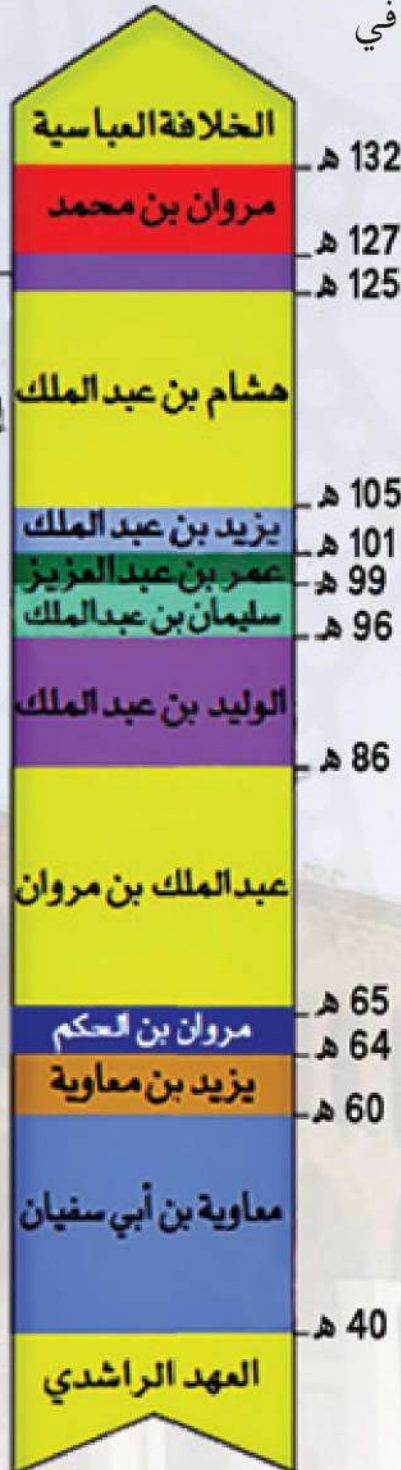 في
الخلافة العباسية
132 هـ
مروان بن محمد
127 هـ
125 هـ
هشام بن عبد الملك
105 هـ
يزيد بن عبد الملك
101 هـ
عمر بن عبد العزيز
99 هـ
سليمان بن عبد الملك
96 هـ
الوليد بن عبد الملك
86 هـ
عبد الملك بن مروان
65 هـ
مروان بن الحكم
64 هـ
يزيد بن معاوية
60 هـ
معاوية بن أبي سفيان
40 هـ
العهد الراشدي